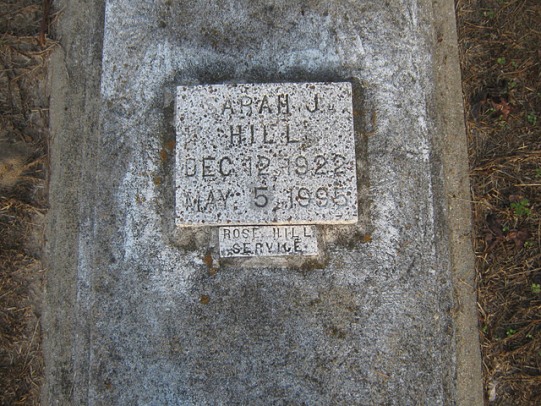 ARAH J.
HILL
DEC. 12, 1922
MAY. 5, 1995
ROSE HILL
SERVICE